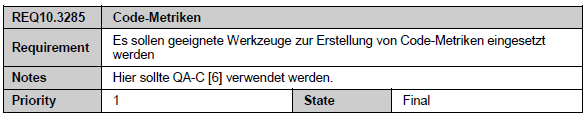 REQ10.3285 Code-Metriken
Requirement Es sollen geeignete Werkzeuge zur Erstellung von Code-Metriken eingesetzt
werden
Notes Hier sollte QA-C [6] verwendet werden.
Priority 1 State Final